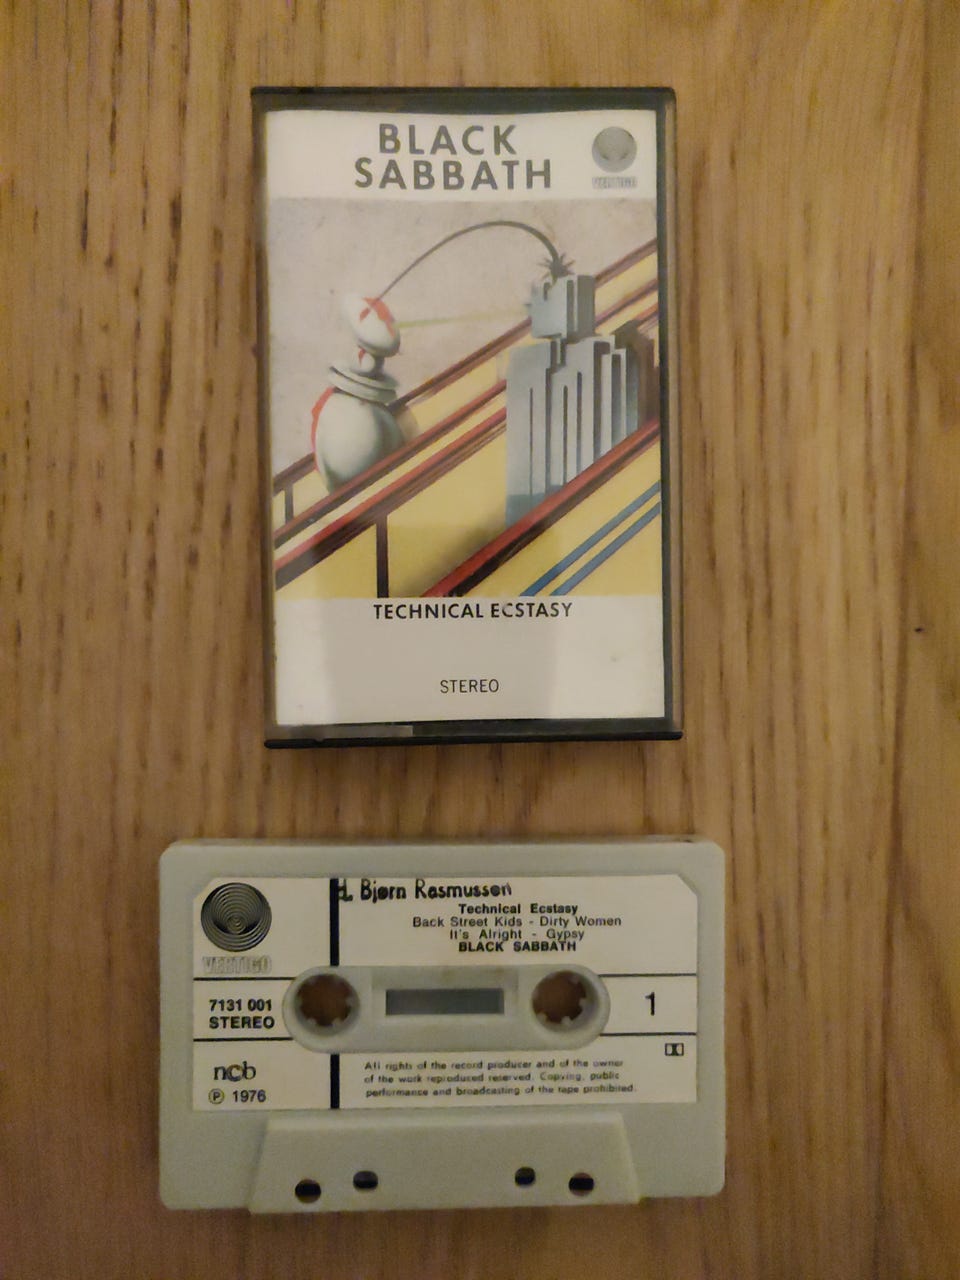 BLACK
SABBATH
VERTIGO
TECHNICAL ECSTASY
STEREO
Bjørn Rasmussen
Technical Ecstasy
Back Street Kids - Dirty Women
It's Alright - Gypsy
BLACK SABBATH
VERTIGO
7131 001
STEREO
1
ncb
Ⓟ 1976
All rights of the record producer and of the owner
of the work reproduced reserved. Copying, public
performance and broadcasting of the tape prohibited.